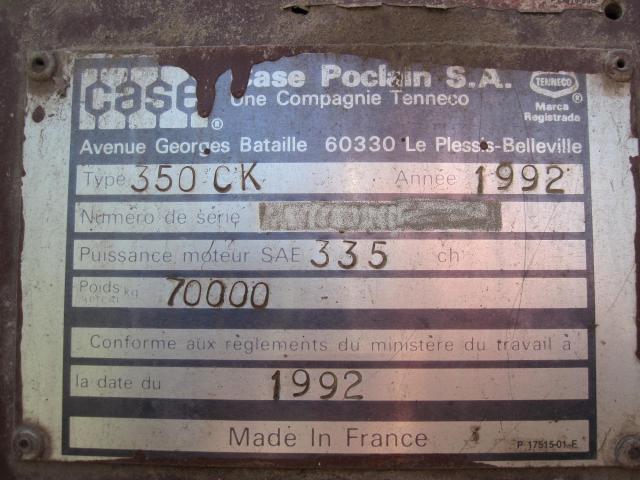 case ®
Case Poclain S.A.
Une Compagnie Tenneco
TENNECO ®
Marca
Registrada
Avenue Georges Bataille 60330 Le Plessis-Belleville
Type 350 CK Année 1992
Numéro de série
Puissance moteur SAE 335 ch
Poids kg 70000
Conforme aux règlements du ministère du travail à
la date du 1992
Made In France
P 17515-01-E